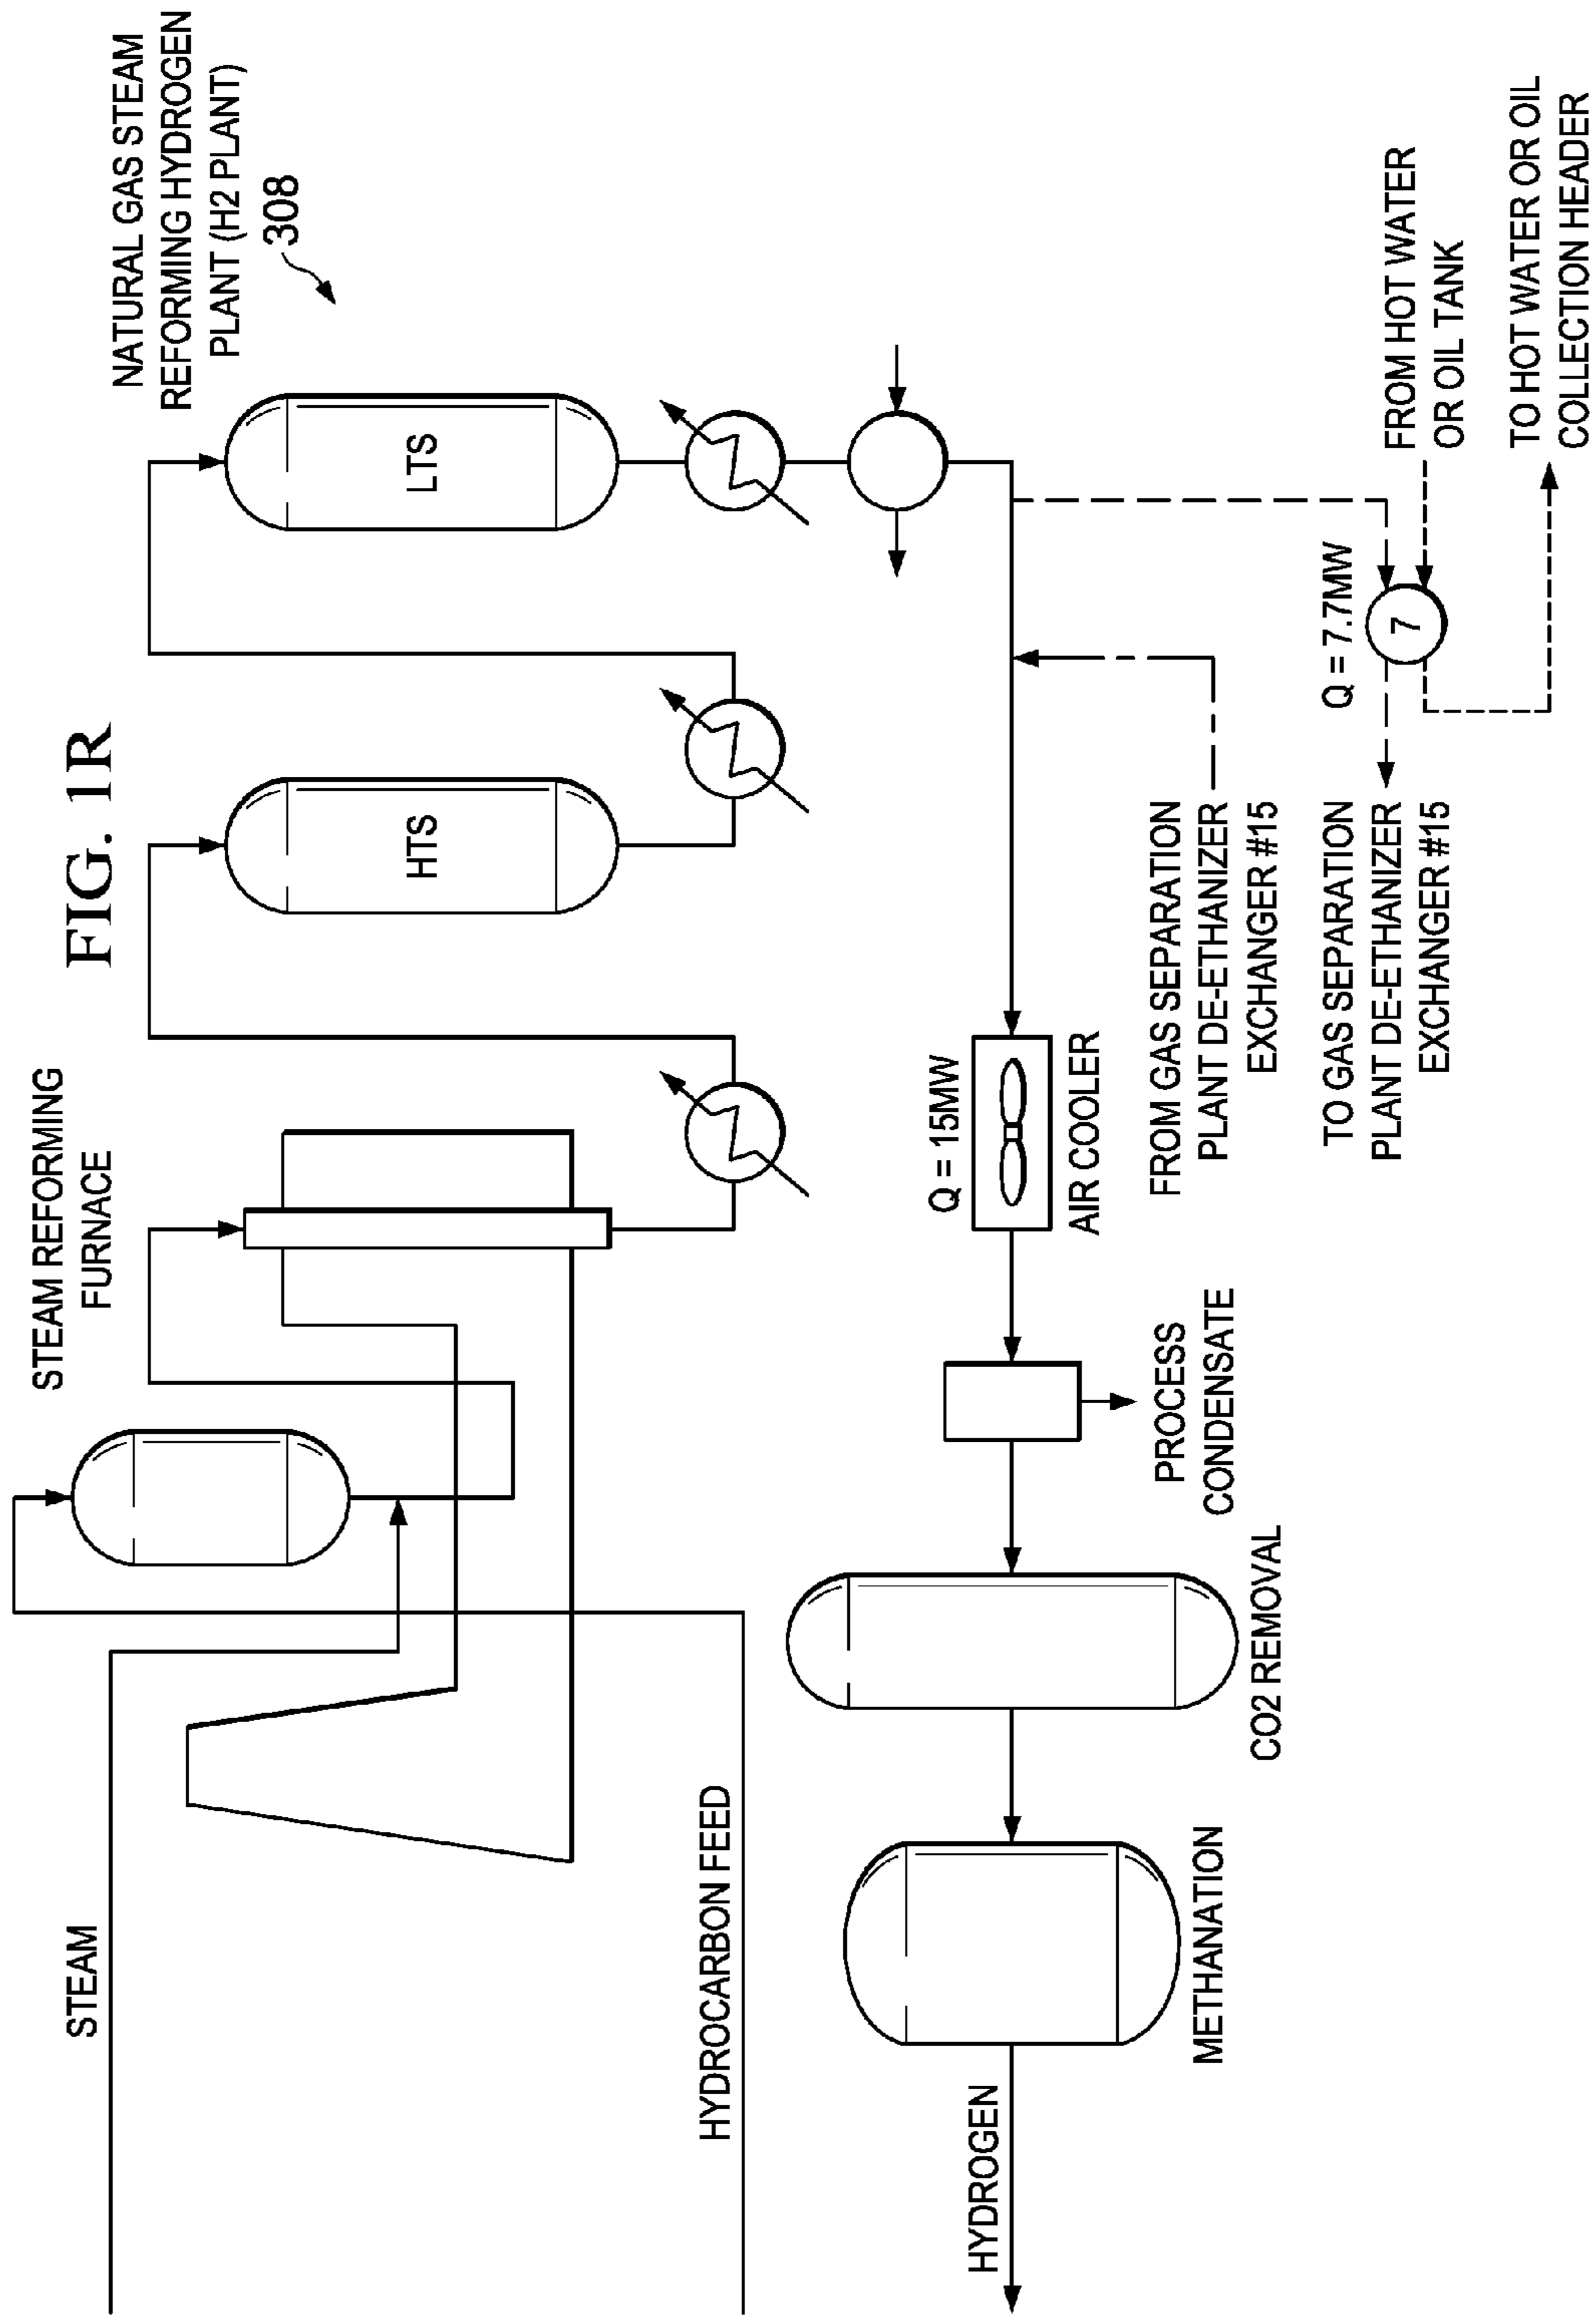 FIG. 1R
NATURAL GAS STEAM
REFORMING HYDROGEN
PLANT (H2 PLANT)
308
STEAM
STEAM REFORMING
FURNACE
HTS
LTS
HYDROCARBON FEED
HYDROGEN
METHANATION
CO2 REMOVAL
PROCESS
CONDENSATE
Q = 15MW
AIR COOLER
FROM GAS SEPARATION
PLANT DE-ETHANIZER
EXCHANGER #15
TO GAS SEPARATION
PLANT DE-ETHANIZER
EXCHANGER #15
Q = 7.7MW
7
FROM HOT WATER
OR OIL TANK
TO HOT WATER OR OIL
COLLECTION HEADER